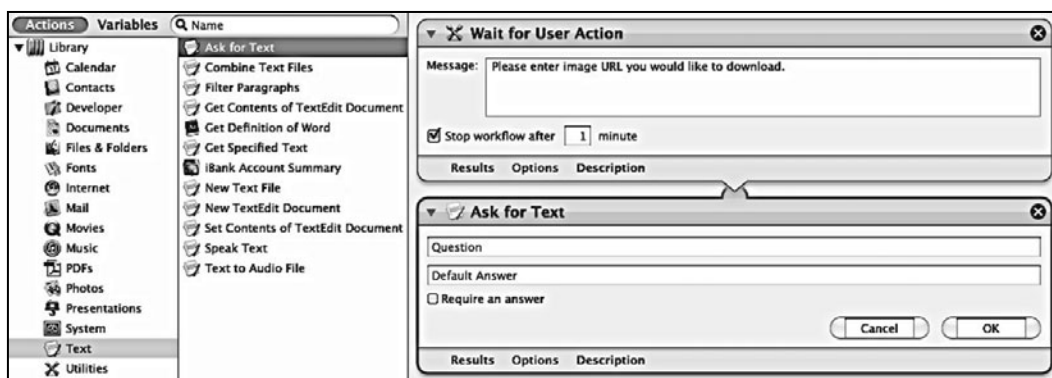 Actions Variables Name
Library
Calendar
Contacts
Developer
Documents
Files & Folders
Fonts
Internet
Mail
Movies
Music
PDFs
Photos
Presentations
System
Text
Utilities
Ask for Text
Combine Text Files
Filter Paragraphs
Get Contents of TextEdit Document
Get Definition of Word
Get Specified Text
iBank Account Summary
New Text File
New TextEdit Document
Set Contents of TextEdit Document
Speak Text
Text to Audio File
Wait for User Action
Message: Please enter image URL you would like to download.
Stop workflow after 1 minute
Results Options Description
Ask for Text
Question
Default Answer
Require an answer
Cancel OK
Results Options Description